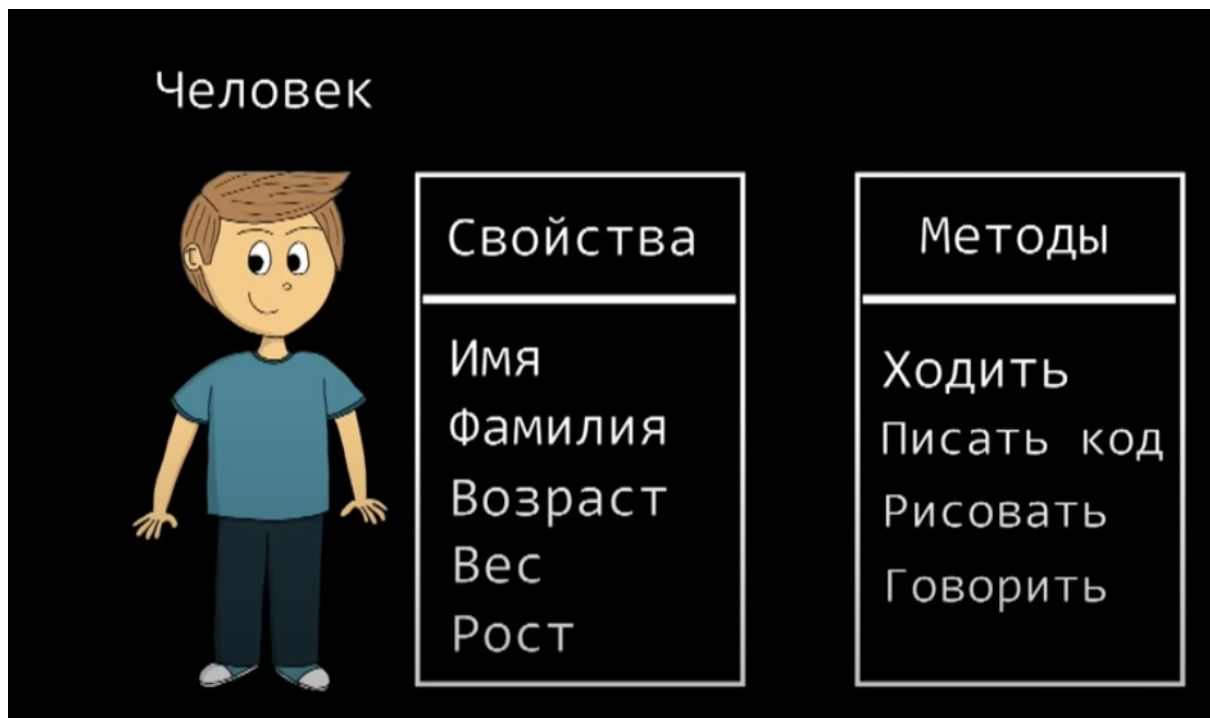 Человек
Свойства
Имя
Фамилия
Возраст
Вес
Рост
Методы
Ходить
Писать код
Рисовать
Говорить